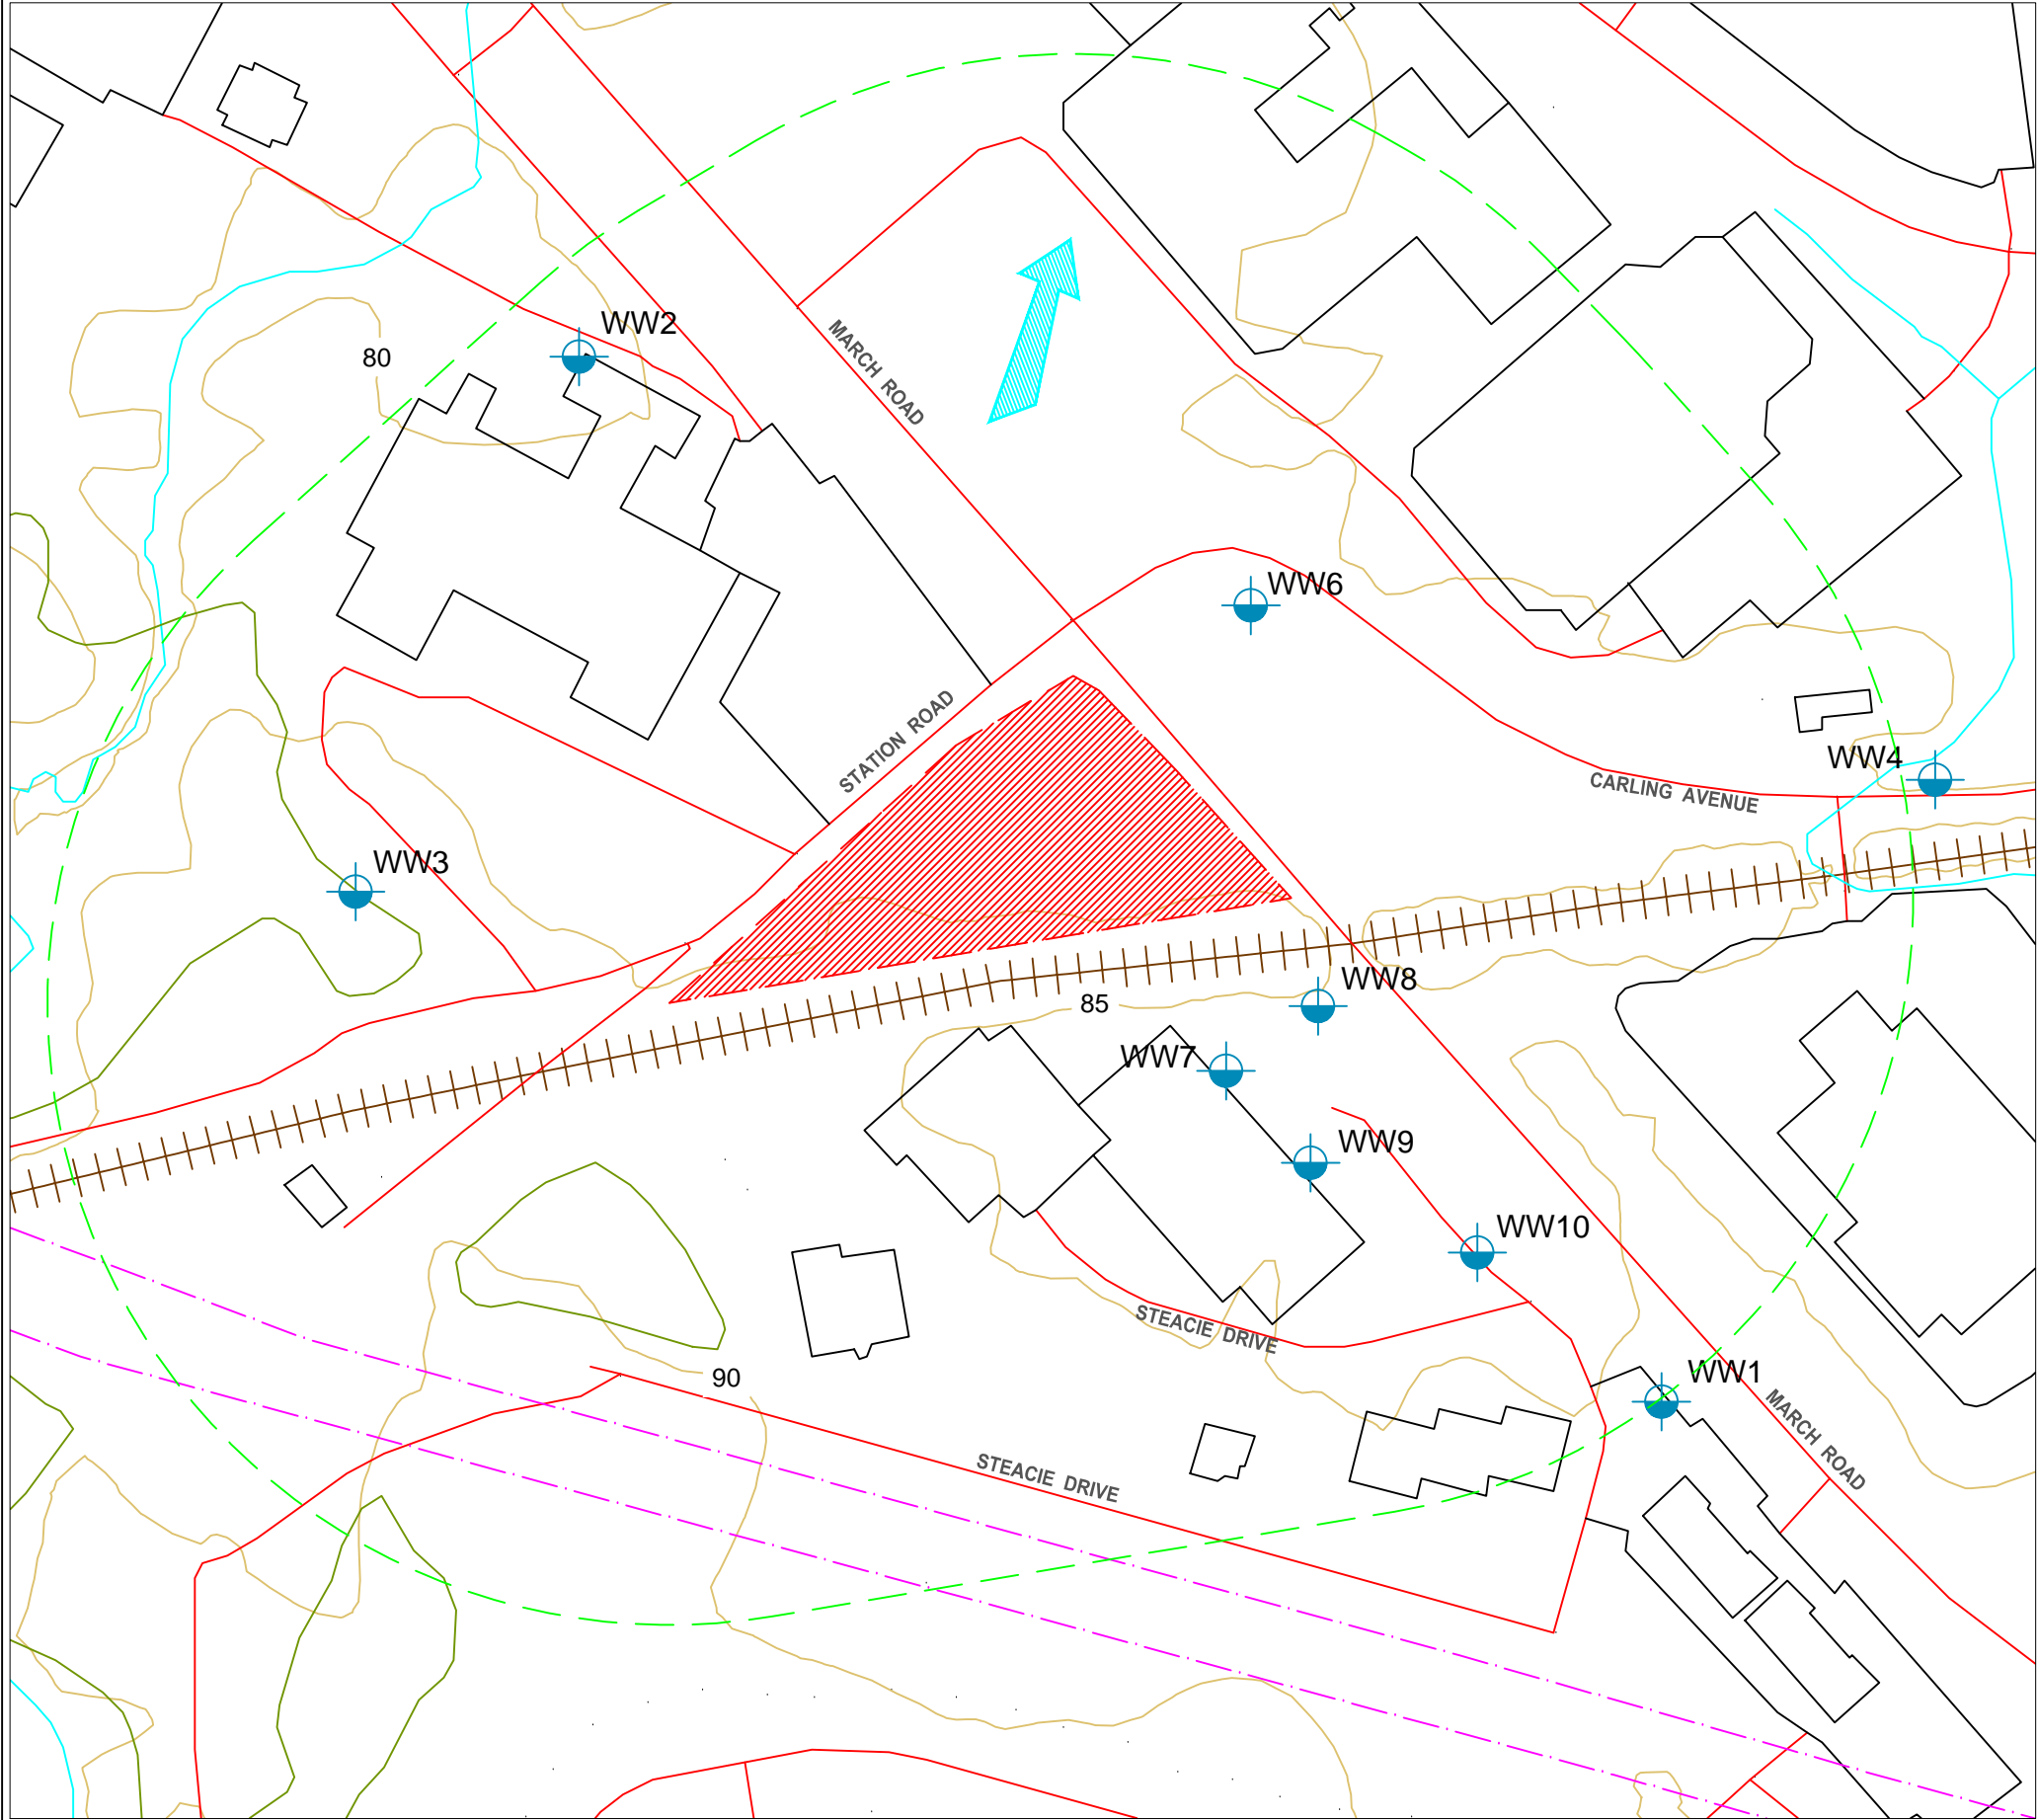 WW2
80
MARCH ROAD
WW6
STATION ROAD
WW4
CARLING AVENUE
WW3
WW8
85
WW7
WW9
WW10
STEACIE DRIVE
WW1
90
MARCH ROAD
STEACIE DRIVE